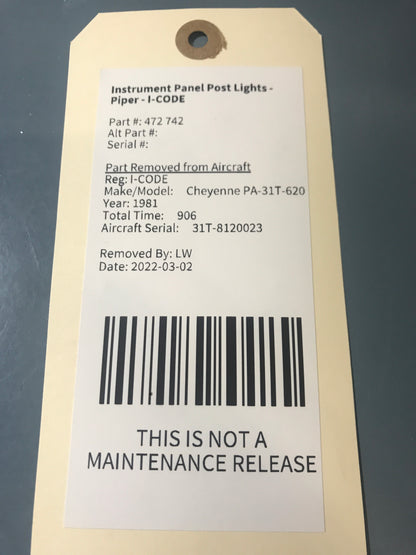 Instrument Panel Post Lights -
Piper - I-CODE
Part #: 472 742
Alt Part #:
Serial #:
Part Removed from Aircraft
Reg: I-CODE
Make/Model: Cheyenne PA-31T-620
Year: 1981
Total Time: 906
Aircraft Serial: 31T-8120023
Removed By: LW
Date: 2022-03-02
THIS IS NOT A
MAINTENANCE RELEASE